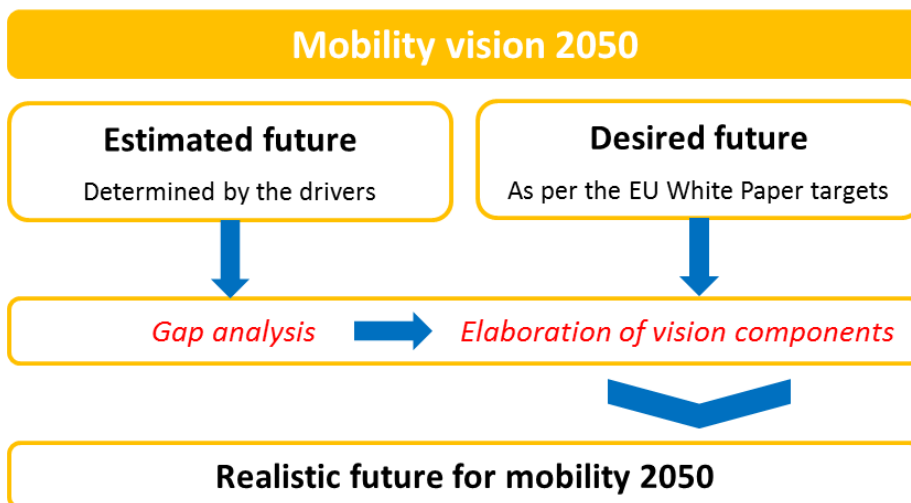 Mobility vision 2050
Estimated future
Determined by the drivers
Desired future
As per the EU White Paper targets
Gap analysis
Elaboration of vision components
Realistic future for mobility 2050